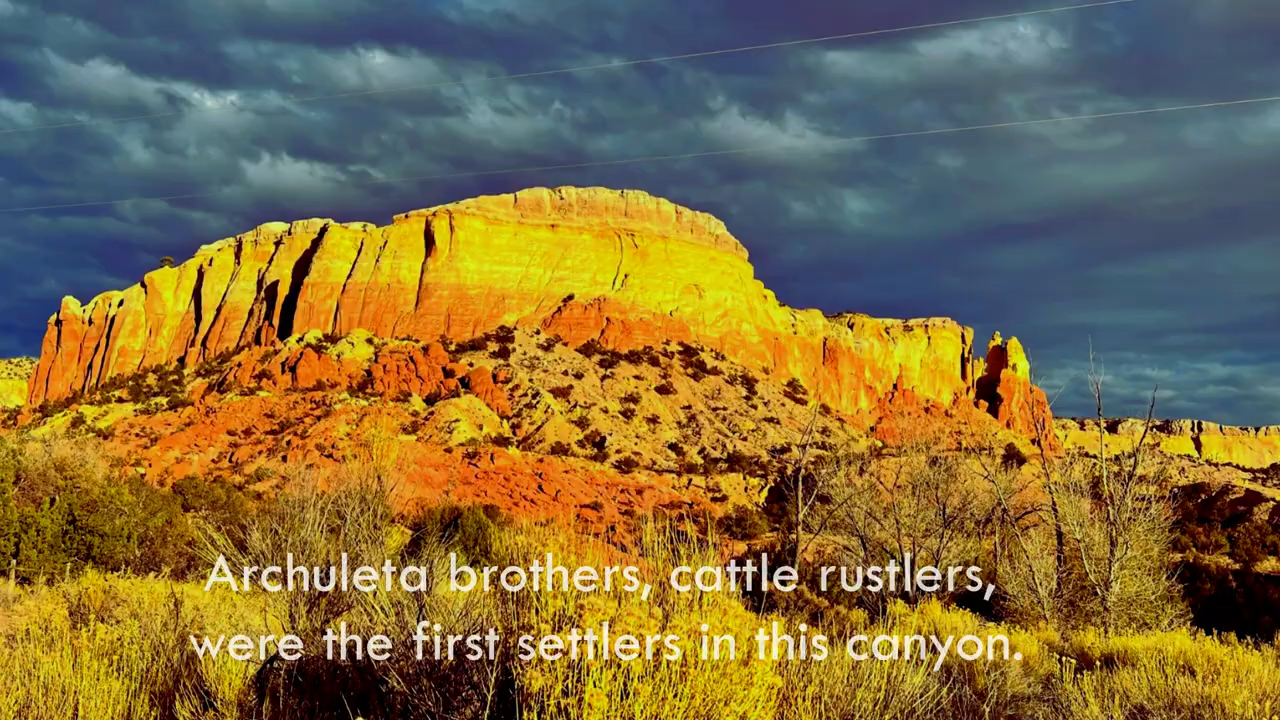 Archuleta brothers, cattle rustlers,
were the first settlers in this canyon.